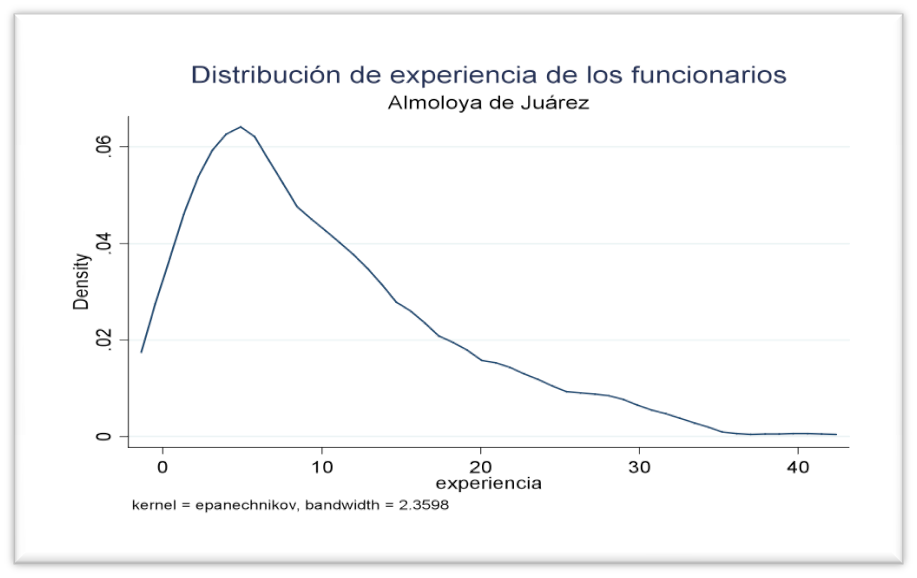 Distribución de experiencia de los funcionarios
Almoloya de Juárez
Density
.06
.04
.02
0
0 10 20 30 40
experiencia
kernel = epanechnikov, bandwidth = 2.3598